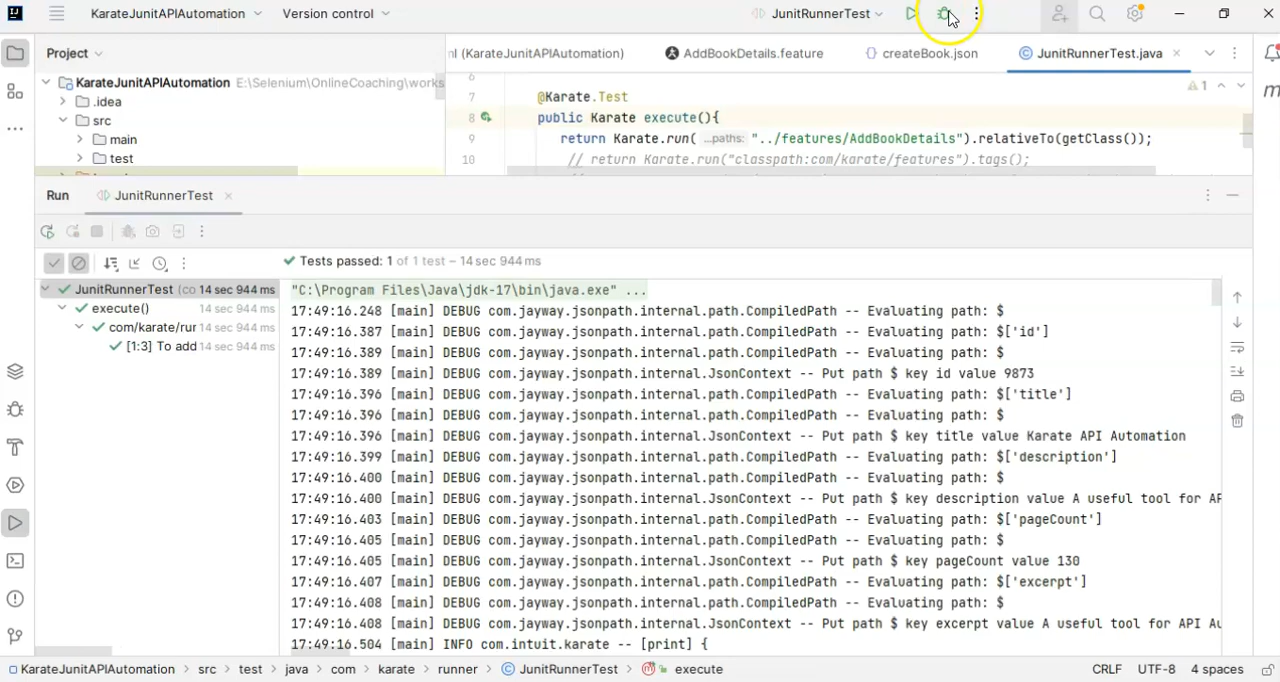 KarateJunitAPIAutomation
Version control
JunitRunnerTest
Project
ml (KarateJunitAPIAutomation)
AddBookDetails.feature
createBook.json
JunitRunnerTest.java
KarateJunitAPIAutomation E:\Selenium\OnlineCoaching\works
.idea
src
main
test
6
7 @Karate.Test
1
8 public Karate execute(){
9 return Karate.run( ...paths: "../features/AddBookDetails").relativeTo(getClass());
10 // return Karate.run("classpath:com/karate/features").tags();
Run
JunitRunnerTest
Tests passed: 1 of 1 test – 14 sec 944 ms
JunitRunnerTest (co 14 sec 944 ms
execute() 14 sec 944 ms
com/karate/rur 14 sec 944 ms
[1:3] To add 14 sec 944 ms
"C:\Program Files\Java\jdk-17\bin\java.exe" ...
17:49:16.248 [main] DEBUG com.jayway.jsonpath.internal.path.CompiledPath -- Evaluating path: $
17:49:16.387 [main] DEBUG com.jayway.jsonpath.internal.path.CompiledPath -- Evaluating path: $['id']
17:49:16.389 [main] DEBUG com.jayway.jsonpath.internal.path.CompiledPath -- Evaluating path: $
17:49:16.389 [main] DEBUG com.jayway.jsonpath.internal.JsonContext -- Put path $ key id value 9873
17:49:16.396 [main] DEBUG com.jayway.jsonpath.internal.path.CompiledPath -- Evaluating path: $['title']
17:49:16.396 [main] DEBUG com.jayway.jsonpath.internal.path.CompiledPath -- Evaluating path: $
17:49:16.396 [main] DEBUG com.jayway.jsonpath.internal.JsonContext -- Put path $ key title value Karate API Automation
17:49:16.399 [main] DEBUG com.jayway.jsonpath.internal.path.CompiledPath -- Evaluating path: $['description']
17:49:16.400 [main] DEBUG com.jayway.jsonpath.internal.path.CompiledPath -- Evaluating path: $
17:49:16.400 [main] DEBUG com.jayway.jsonpath.internal.JsonContext -- Put path $ key description value A useful tool for AF
17:49:16.403 [main] DEBUG com.jayway.jsonpath.internal.path.CompiledPath -- Evaluating path: $['pageCount']
17:49:16.405 [main] DEBUG com.jayway.jsonpath.internal.path.CompiledPath -- Evaluating path: $
17:49:16.405 [main] DEBUG com.jayway.jsonpath.internal.JsonContext -- Put path $ key pageCount value 130
17:49:16.407 [main] DEBUG com.jayway.jsonpath.internal.path.CompiledPath -- Evaluating path: $['excerpt']
17:49:16.408 [main] DEBUG com.jayway.jsonpath.internal.path.CompiledPath -- Evaluating path: $
17:49:16.408 [main] DEBUG com.jayway.jsonpath.internal.JsonContext -- Put path $ key excerpt value A useful tool for API Au
17:49:16.504 [main] INFO com.intuit.karate -- [print] {
KarateJunitAPIAutomation > src > test > java > com > karate > runner > JunitRunnerTest > execute
CRLF UTF-8 4 spaces